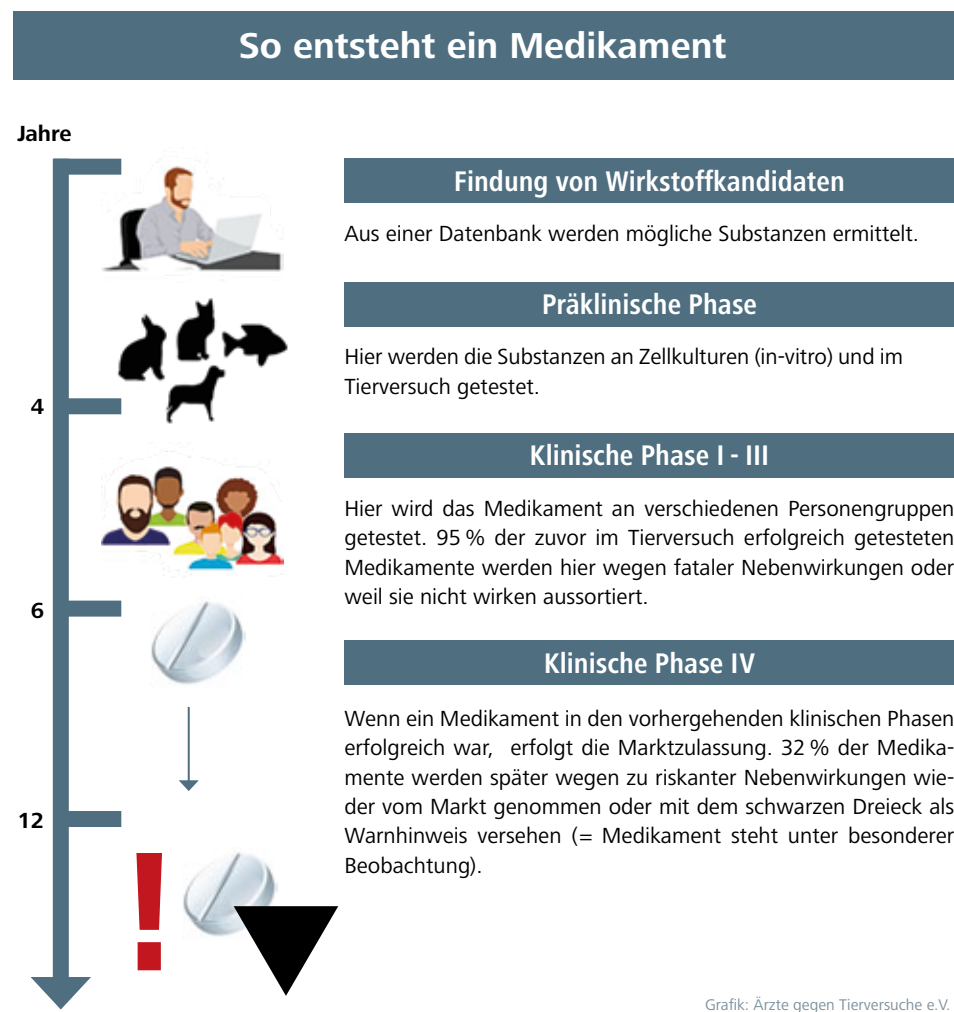 So entsteht ein Medikament
Jahre
Findung von Wirkstoffkandidaten
Aus einer Datenbank werden mögliche Substanzen ermittelt.
Präklinische Phase
Hier werden die Substanzen an Zellkulturen (in-vitro) und im
Tierversuch getestet.
4
Klinische Phase I - III
Hier wird das Medikament an verschiedenen Personengruppen
getestet. 95 % der zuvor im Tierversuch erfolgreich getesteten
Medikamente werden hier wegen fataler Nebenwirkungen oder
weil sie nicht wirken aussortiert.
6
Klinische Phase IV
Wenn ein Medikament in den vorhergehenden klinischen Phasen
erfolgreich war, erfolgt die Marktzulassung. 32 % der Medika-
mente werden später wegen zu riskanter Nebenwirkungen wie-
der vom Markt genommen oder mit dem schwarzen Dreieck als
Warnhinweis versehen (= Medikament steht unter besonderer
Beobachtung).
12
!
Grafik: Ärzte gegen Tierversuche e.V.